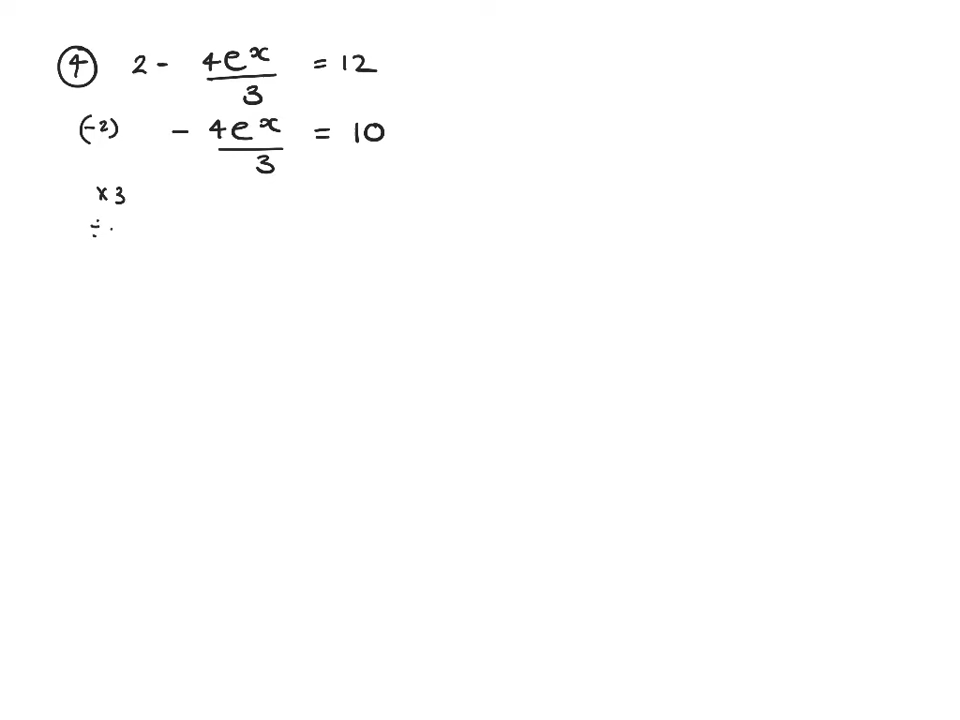 ④ 2 - 4eˣ/3 = 12
(-2) - 4eˣ/3 = 10
× 3
÷